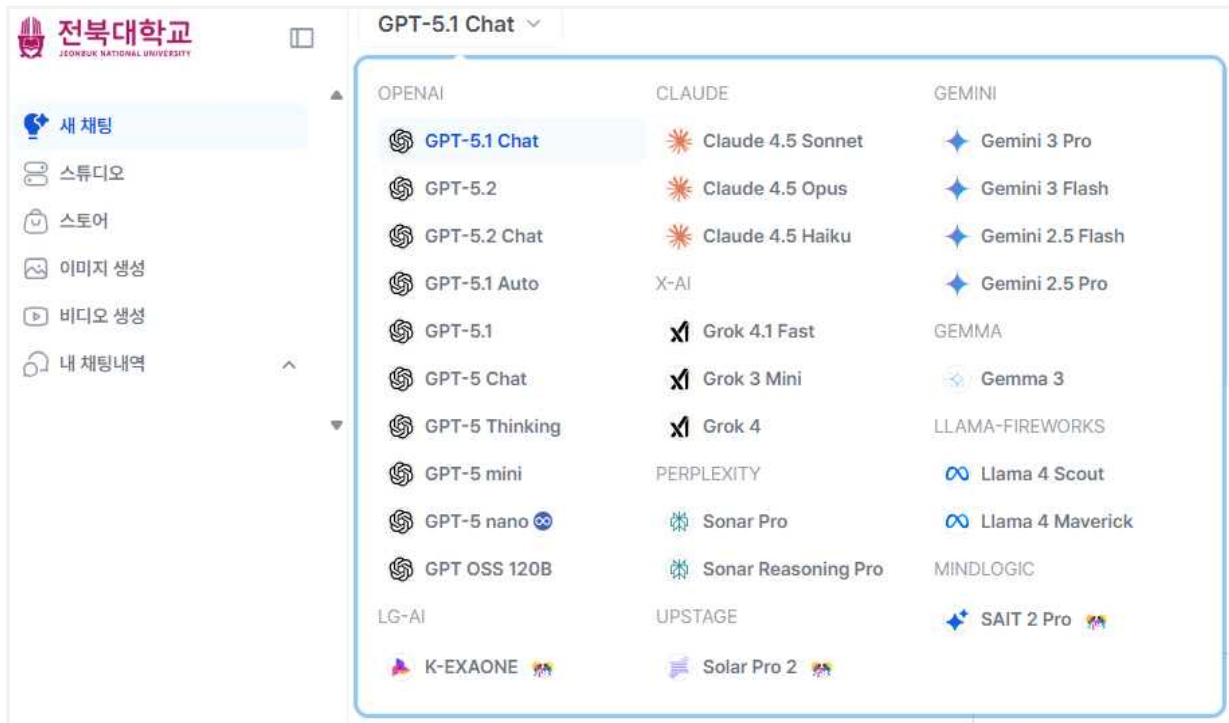 전북대학교
JEONBUK NATIONAL UNIVERSITY
새 채팅
스튜디오
스토어
이미지 생성
비디오 생성
내 채팅내역
GPT-5.1 Chat
OPENAI
GPT-5.1 Chat
GPT-5.2
GPT-5.2 Chat
GPT-5.1 Auto
GPT-5.1
GPT-5 Chat
GPT-5 Thinking
GPT-5 mini
GPT-5 nano
GPT OSS 120B
LG-AI
K-EXAONE
CLAUDE
Claude 4.5 Sonnet
Claude 4.5 Opus
Claude 4.5 Haiku
X-AI
Grok 4.1 Fast
Grok 3 Mini
Grok 4
PERPLEXITY
Sonar Pro
Sonar Reasoning Pro
UPSTAGE
Solar Pro 2
GEMINI
Gemini 3 Pro
Gemini 3 Flash
Gemini 2.5 Flash
Gemini 2.5 Pro
GEMMA
Gemma 3
LLAMA-FIREWORKS
Llama 4 Scout
Llama 4 Maverick
MINDLOGIC
SAIT 2 Pro